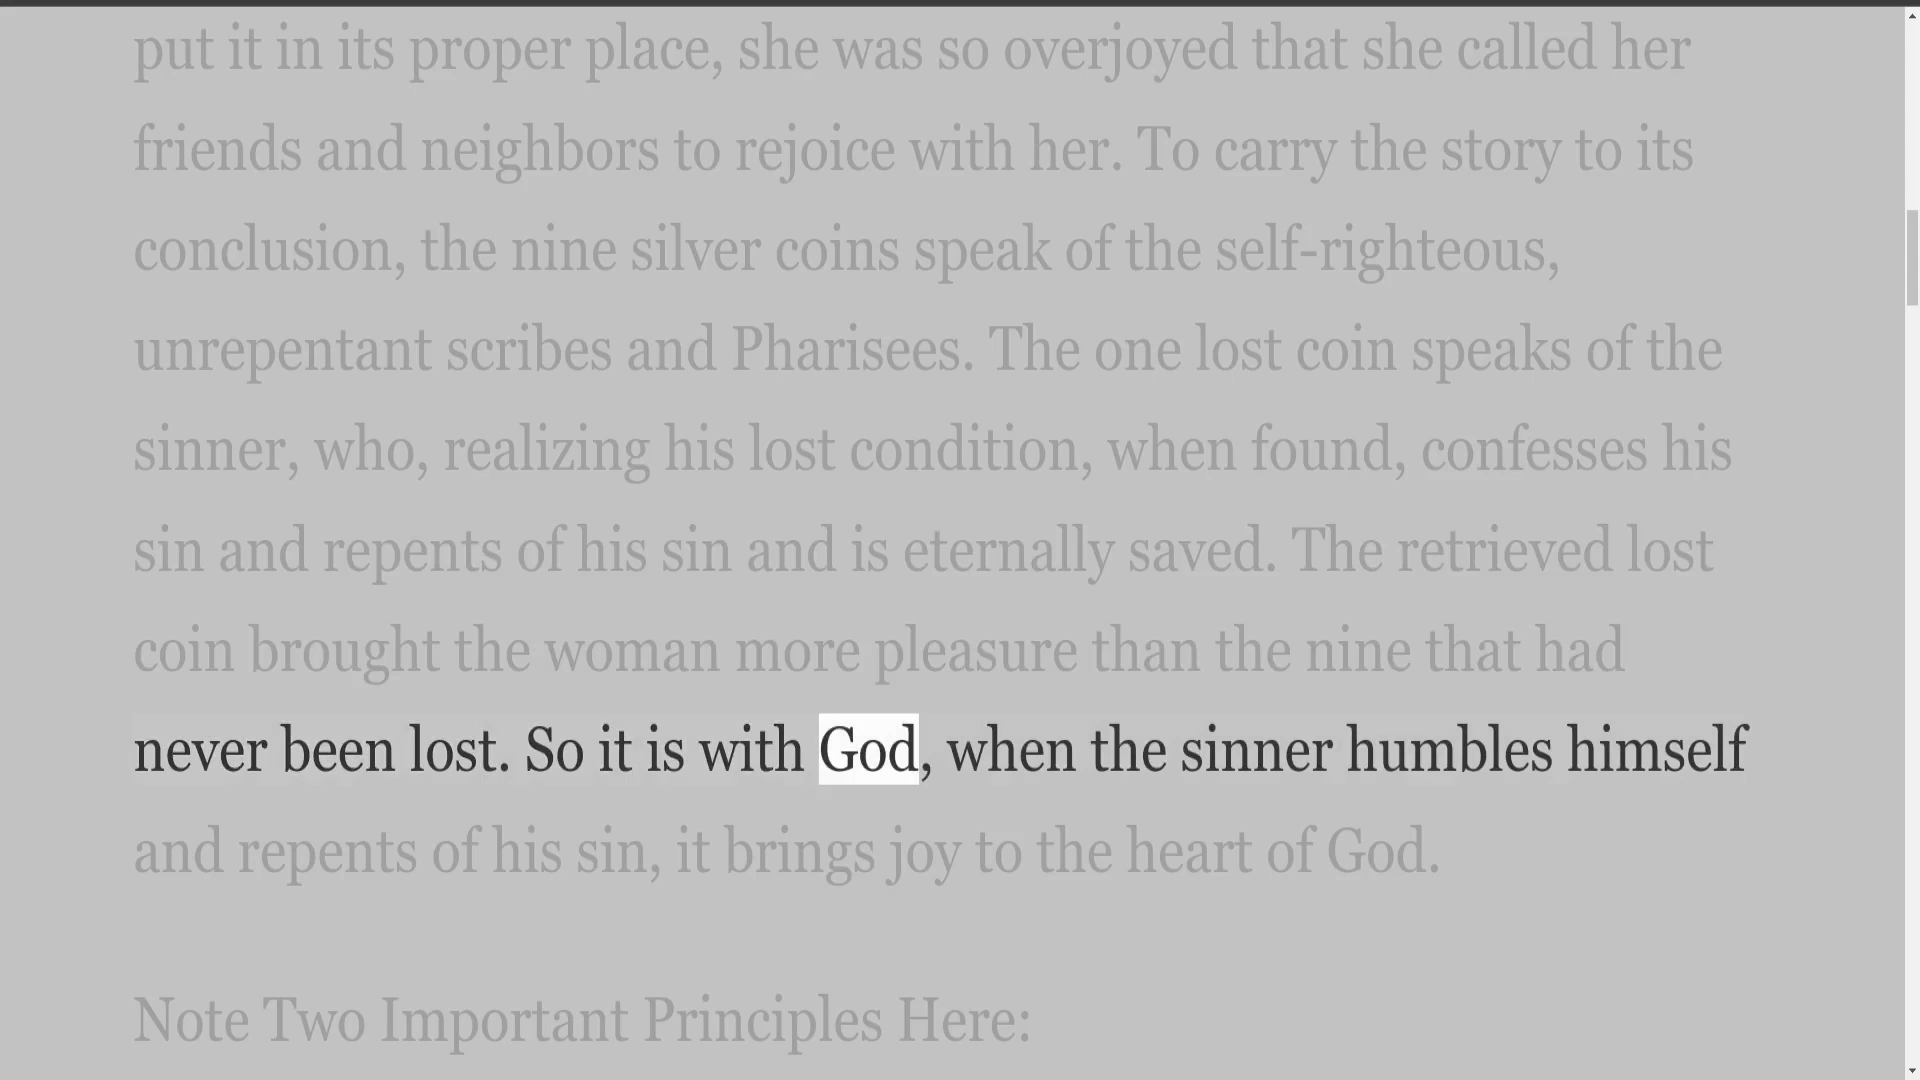 put it in its proper place, she was so overjoyed that she called her
friends and neighbors to rejoice with her. To carry the story to its
conclusion, the nine silver coins speak of the self-righteous,
unrepentant scribes and Pharisees. The one lost coin speaks of the
sinner, who, realizing his lost condition, when found, confesses his
sin and repents of his sin and is eternally saved. The retrieved lost
coin brought the woman more pleasure than the nine that had
never been lost. So it is with God, when the sinner humbles himself
and repents of his sin, it brings joy to the heart of God.
Note Two Important Principles Here: